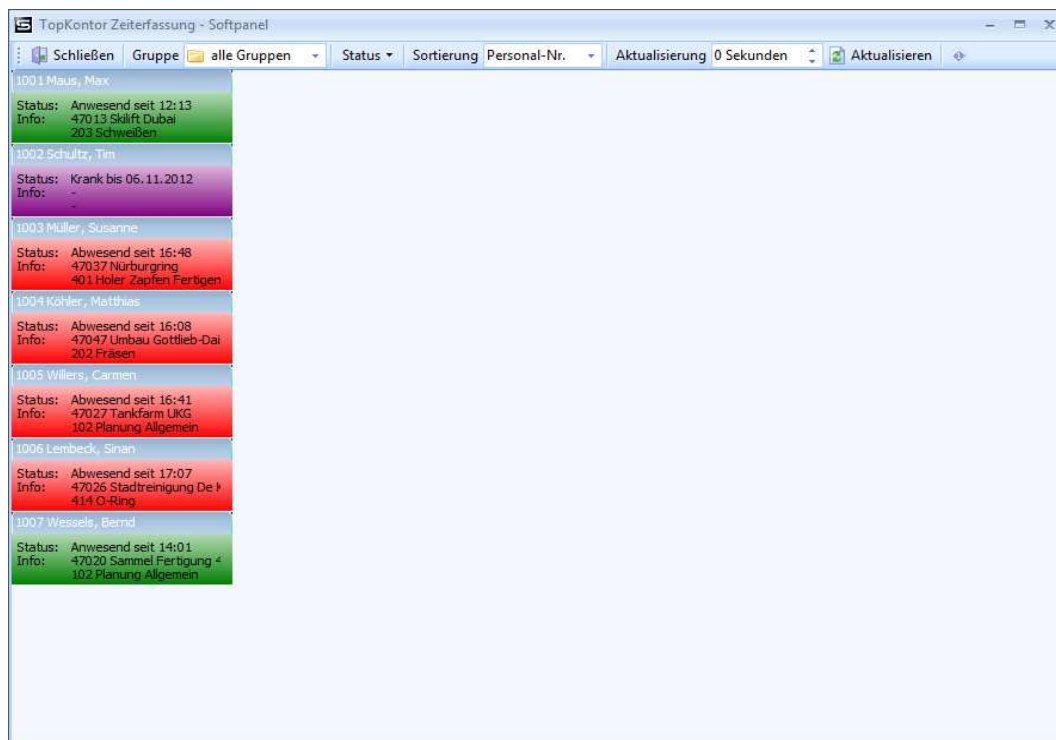 TopKontor Zeiterfassung - Softpanel
Schließen Gruppe alle Gruppen Status Sortierung Personal-Nr. Aktualisierung 0 Sekunden Aktualisieren
1001 Maus, Max
Status: Anwesend seit 12:13
Info: 47013 Skilift Dubai
203 Schweißen
1002 Schultz, Tim
Status: Krank bis 06.11.2012
Info: -
-
1003 Müller, Susanne
Status: Abwesend seit 16:48
Info: 47037 Nürburgring
401 Holer Zapfen Fertigen
1004 Köhler, Matthias
Status: Abwesend seit 16:08
Info: 47047 Umbau Gottlieb-Dai
202 Fräsen
1005 Willers, Carmen
Status: Abwesend seit 16:41
Info: 47027 Tankfarm UKG
102 Planung Allgemein
1006 Lembeck, Sinan
Status: Abwesend seit 17:07
Info: 47026 Stadtreinigung De
414 O-Ring
1007 Wessels, Bernd
Status: Anwesend seit 14:01
Info: 47020 Sammel Fertigung
102 Planung Allgemein